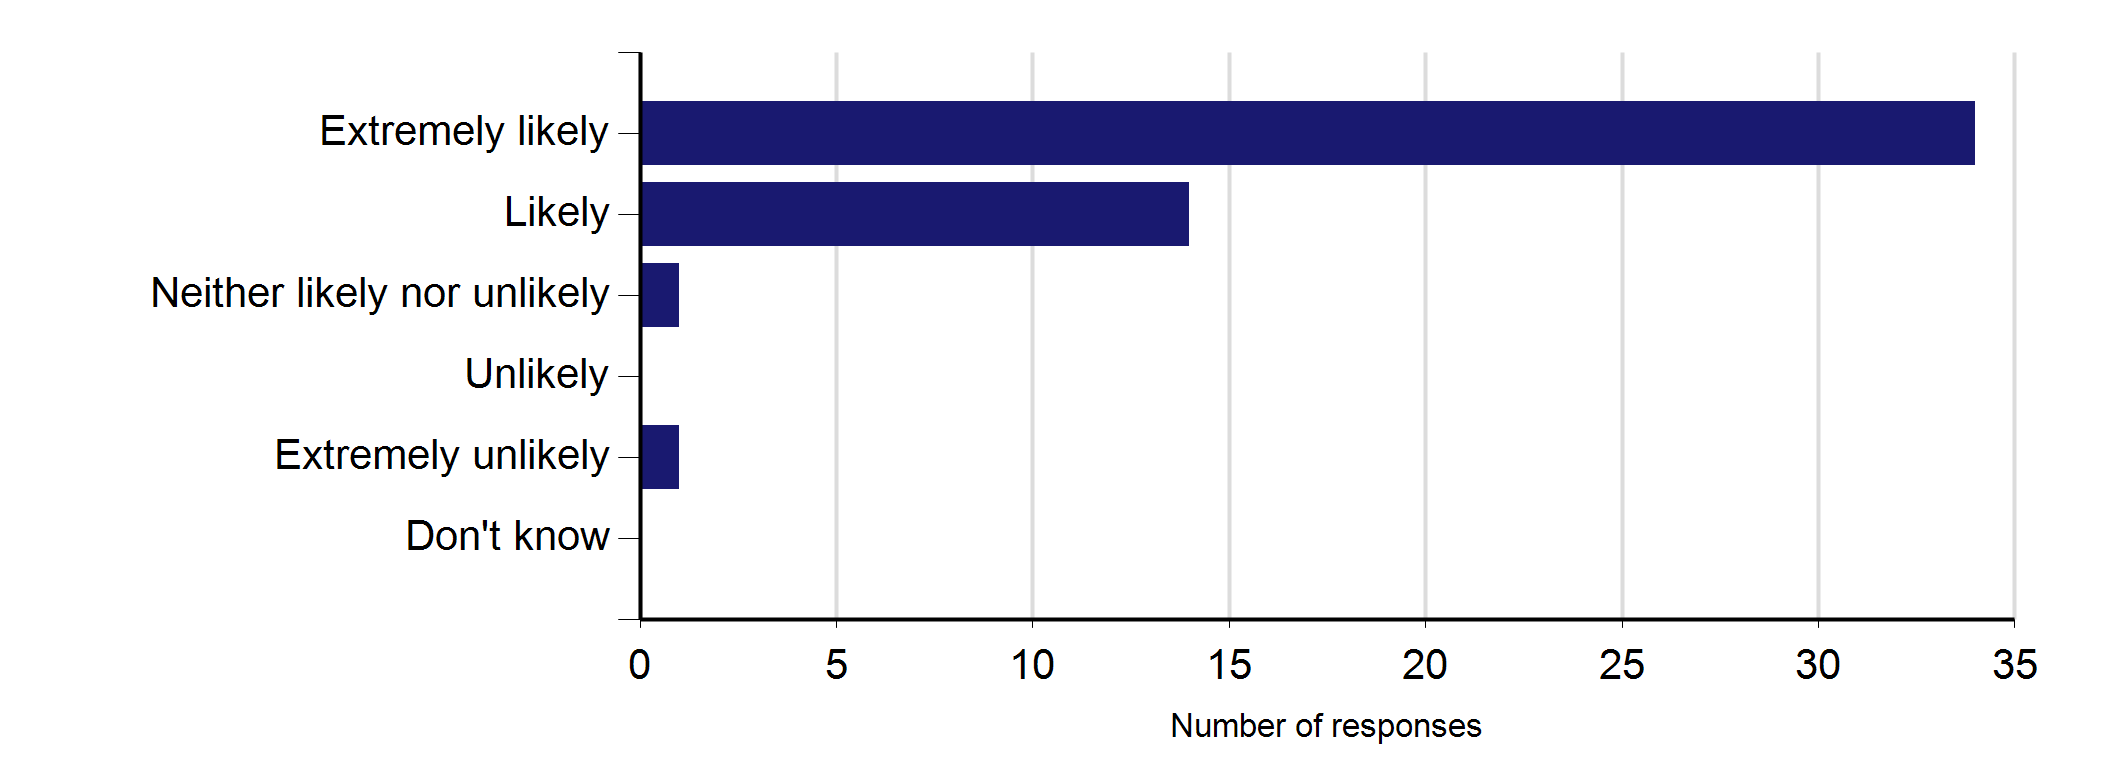 Extremely likely
Likely
Neither likely nor unlikely
Unlikely
Extremely unlikely
Don't know
0 5 10 15 20 25 30 35
Number of responses